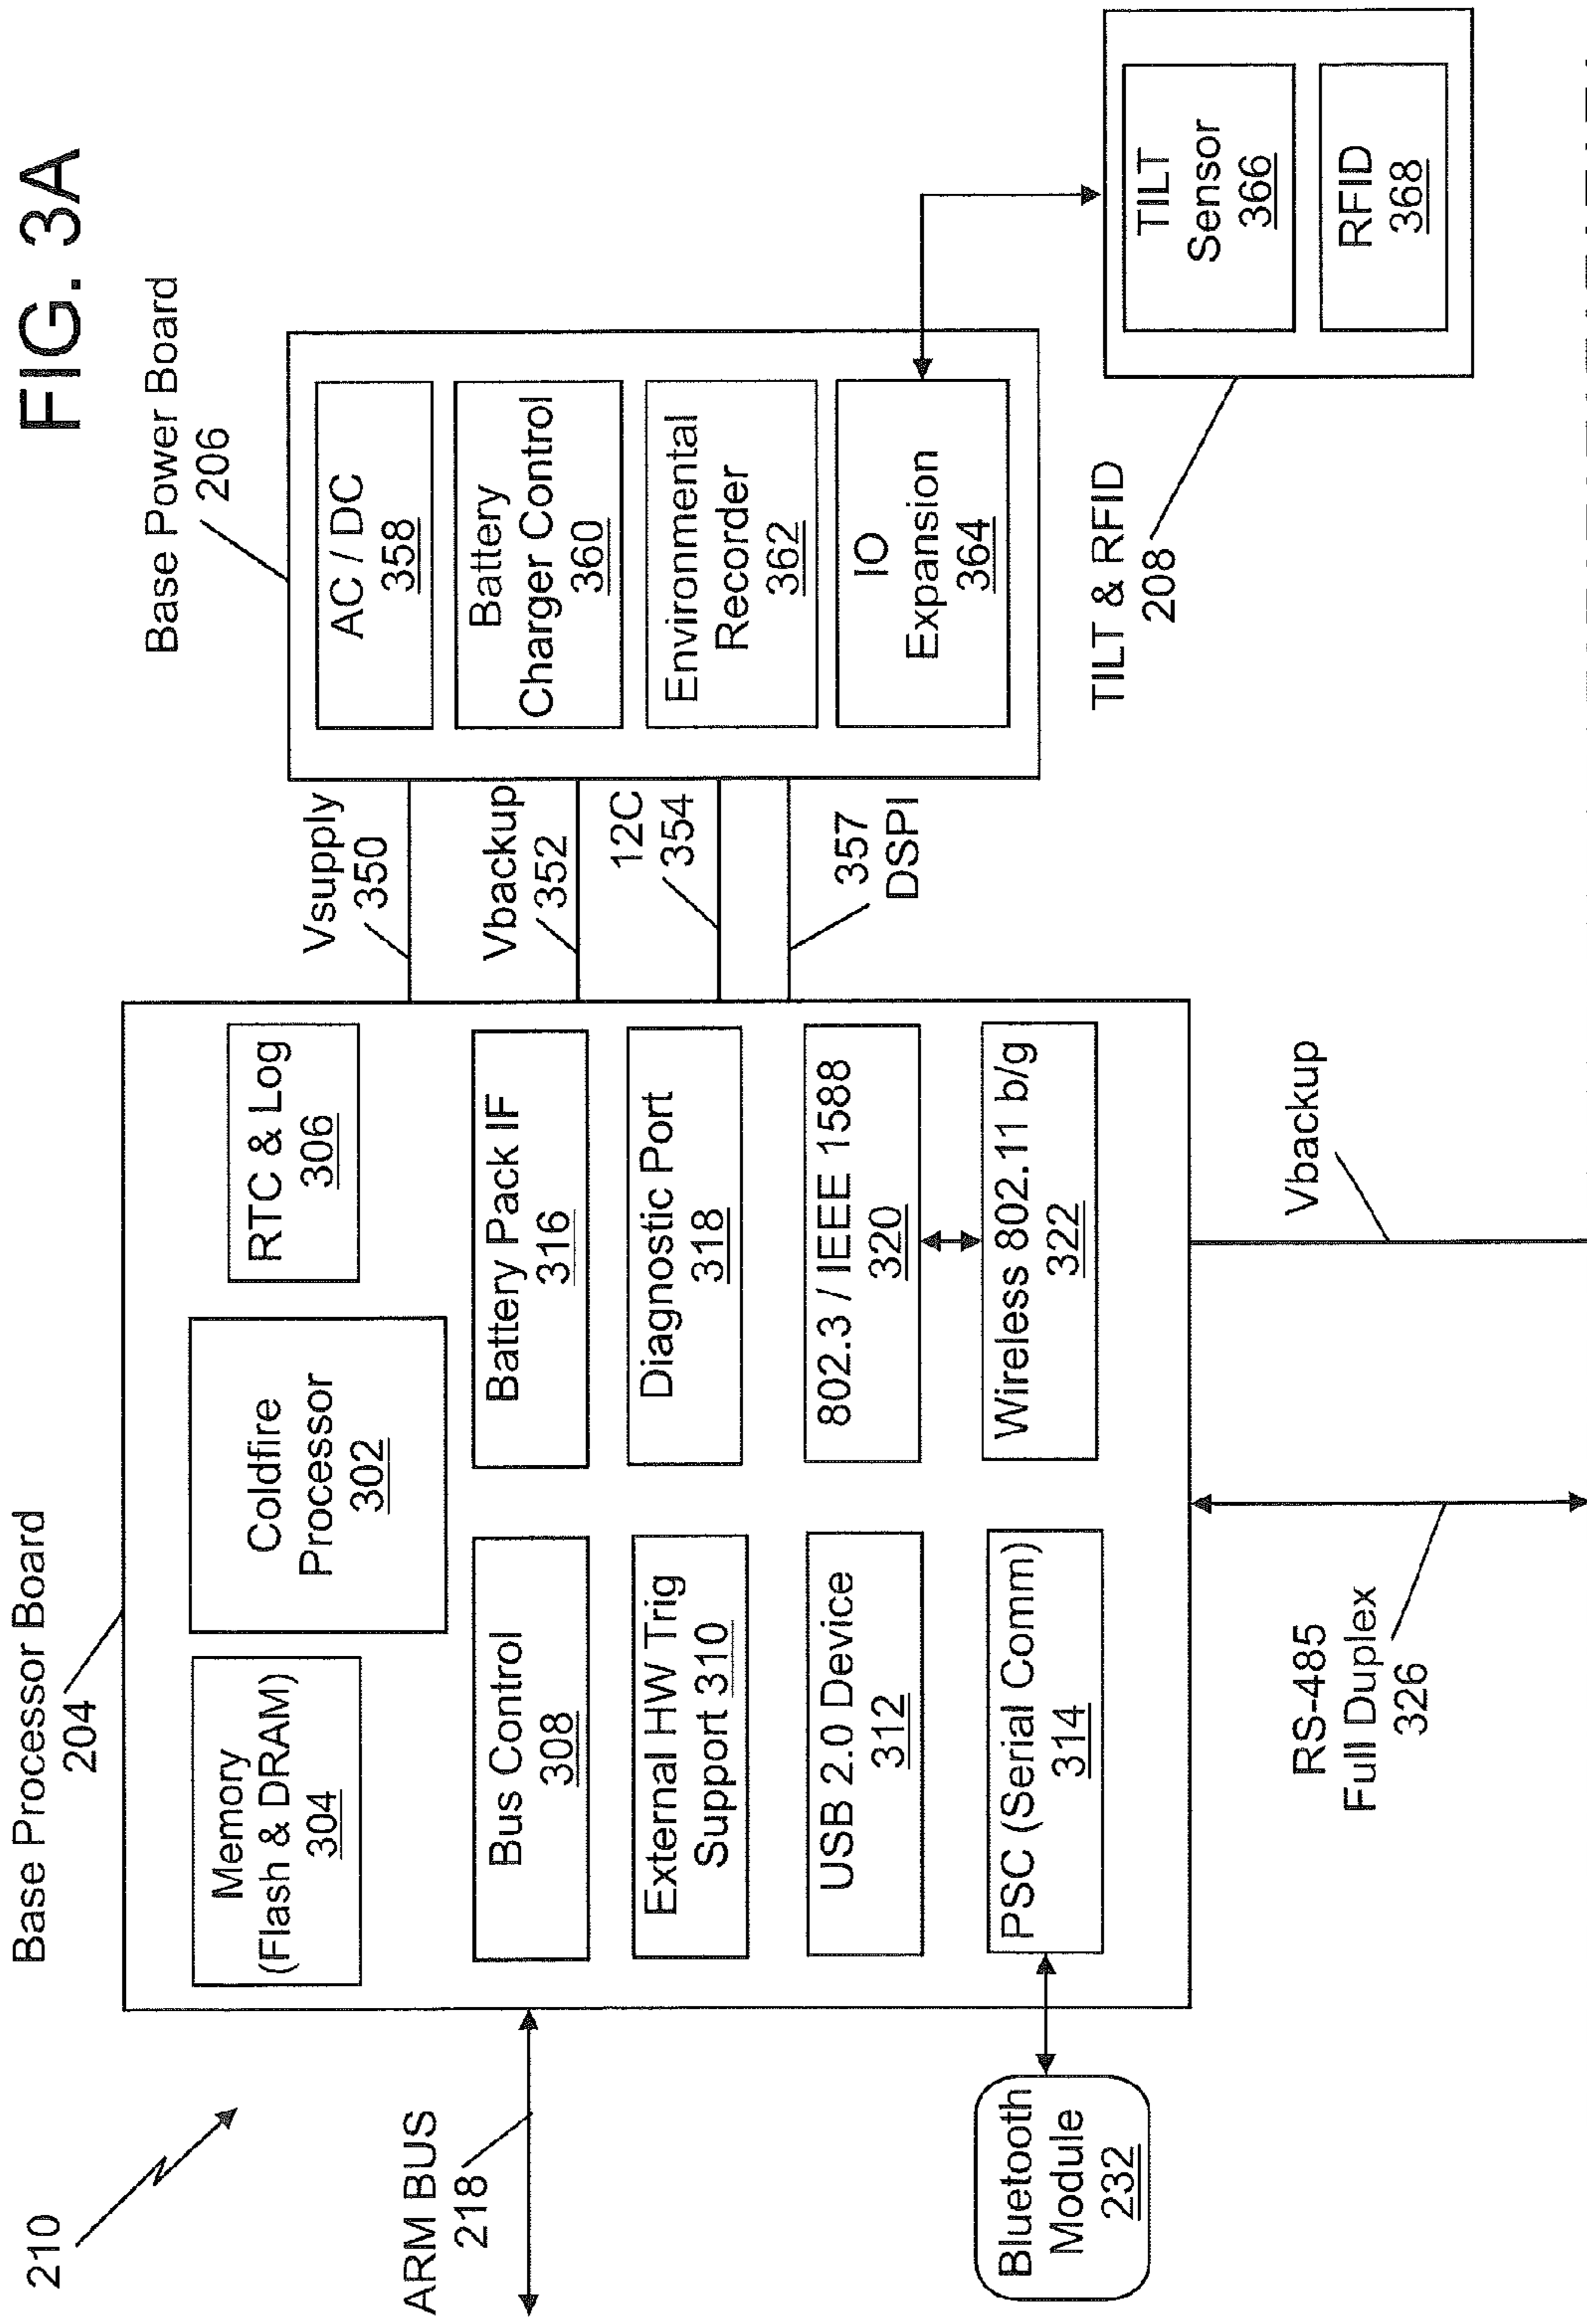 FIG. 3A
210
Base Processor Board
204
Memory
(Flash & DRAM)
304
Coldfire
Processor
302
RTC & Log
306
Bus Control
308
Battery Pack IF
316
External HW Trig
Support 310
Diagnostic Port
318
USB 2.0 Device
312
802.3 / IEEE 1588
320
PSC (Serial Comm)
314
Wireless 802.11 b/g
322
ARM BUS
218
Bluetooth
Module
232
RS-485
Full Duplex
326
Vbackup
Vsupply
350
Vbackup
352
12C
354
357
DSPI
Base Power Board
206
AC / DC
358
Battery
Charger Control
360
Environmental
Recorder
362
IO
Expansion
364
TILT & RFID
208
TILT
Sensor
366
RFID
368